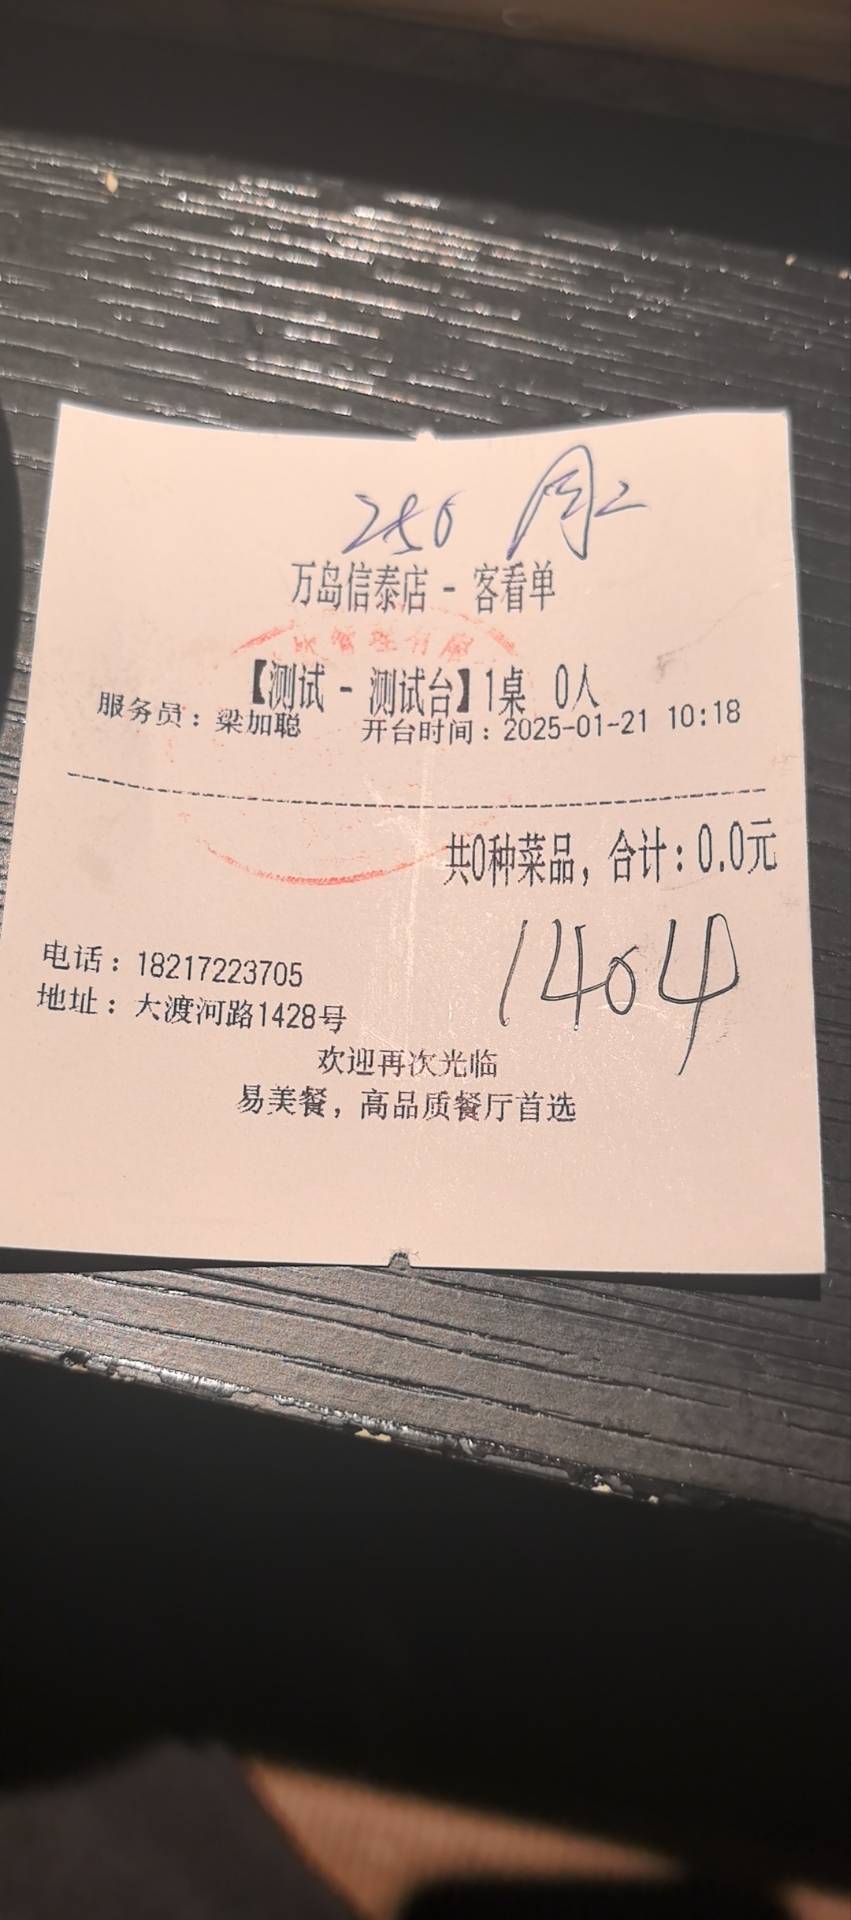 250 周二
万岛信泰店 - 客看单
【测试 - 测试台】1桌 0人
服务员：梁加聪 开台时间：2025-01-21 10:18
共0种菜品，合计：0.0元
1404
电话：18217223705
地址：大渡河路1428号
欢迎再次光临
易美餐，高品质餐厅首选